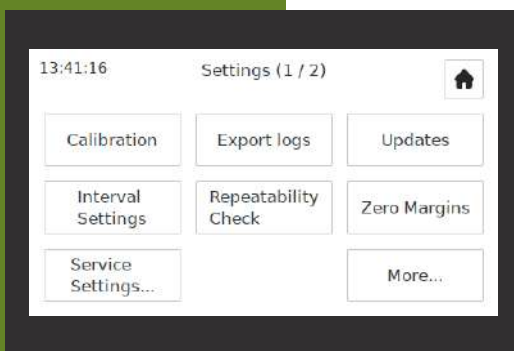 13:41:16 Settings (1 / 2)
Calibration Export logs Updates
Interval
Settings
Repeatability
Check
Zero Margins
Service
Settings...
More...